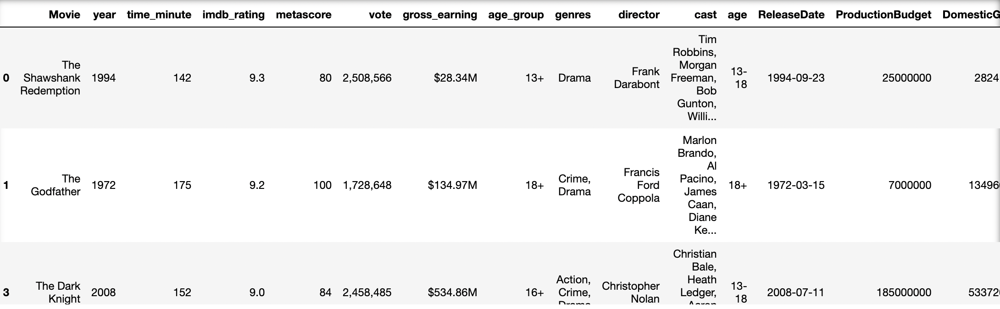 Movie year time_minute imdb_rating metascore vote gross_earning age_group genres director cast age ReleaseDate ProductionBudget DomesticG
0 The Shawshank Redemption 1994 142 9.3 80 2,508,566 $28.34M 13+ Drama Frank Darabont Tim Robbins, Morgan Freeman, Bob Gunton, Willi... 13-18 1994-09-23 25000000 2824
1 The Godfather 1972 175 9.2 100 1,728,648 $134.97M 18+ Crime, Drama Francis Ford Coppola Marlon Brando, Al Pacino, James Caan, Diane Ke... 18+ 1972-03-15 7000000 13496
3 The Dark Knight 2008 152 9.0 84 2,458,485 $534.86M 16+ Action, Crime, Drama Christopher Nolan Christian Bale, Heath Ledger, Aaron 13-18 2008-07-11 185000000 53372